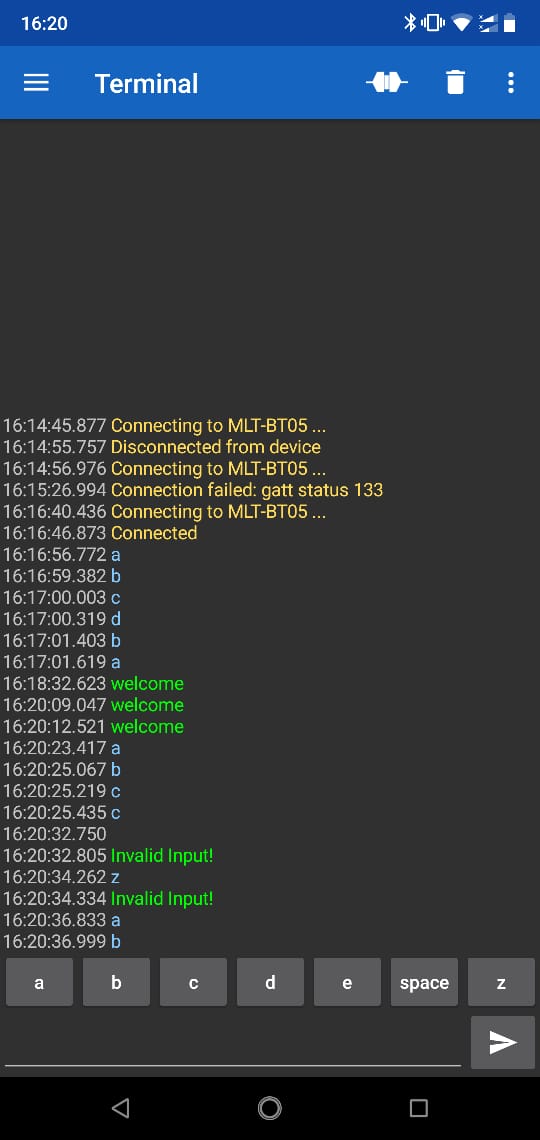 16:20
Terminal
16:14:45.877 Connecting to MLT-BT05 ...
16:14:55.757 Disconnected from device
16:14:56.976 Connecting to MLT-BT05 ...
16:15:26.994 Connection failed: gatt status 133
16:16:40.436 Connecting to MLT-BT05 ...
16:16:46.873 Connected
16:16:56.772 a
16:16:59.382 b
16:17:00.003 c
16:17:00.319 d
16:17:01.403 b
16:17:01.619 a
16:18:32.623 welcome
16:20:09.047 welcome
16:20:12.521 welcome
16:20:23.417 a
16:20:25.067 b
16:20:25.219 c
16:20:25.435 c
16:20:32.750
16:20:32.805 Invalid Input!
16:20:34.262 z
16:20:34.334 Invalid Input!
16:20:36.833 a
16:20:36.999 b
a b c d e space z